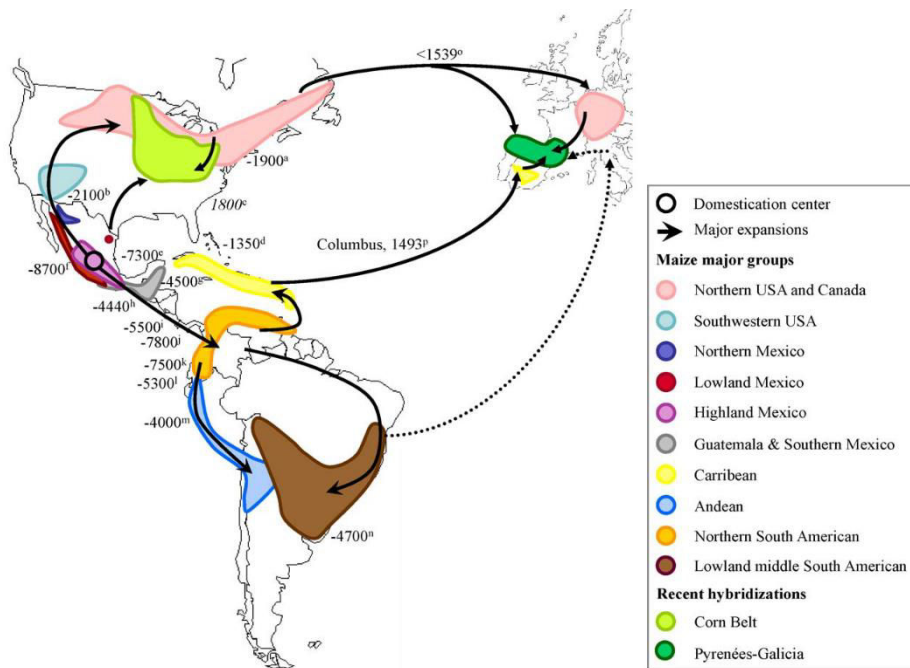 <1539ᵒ
-1900ᵃ
-2100ᵇ
1800ᶜ
-1350ᵈ
Columbus, 1493ᵖ
-7300ᵉ
-8700ᶠ
-4500ᵍ
-4440ʰ
-5500ⁱ
-7800ʲ
-7500ᵏ
-5300ˡ
-4000ᵐ
-4700ⁿ
Domestication center
Major expansions
Maize major groups
Northern USA and Canada
Southwestern USA
Northern Mexico
Lowland Mexico
Highland Mexico
Guatemala & Southern Mexico
Carribean
Andean
Northern South American
Lowland middle South American
Recent hybridizations
Corn Belt
Pyrénées-Galicia